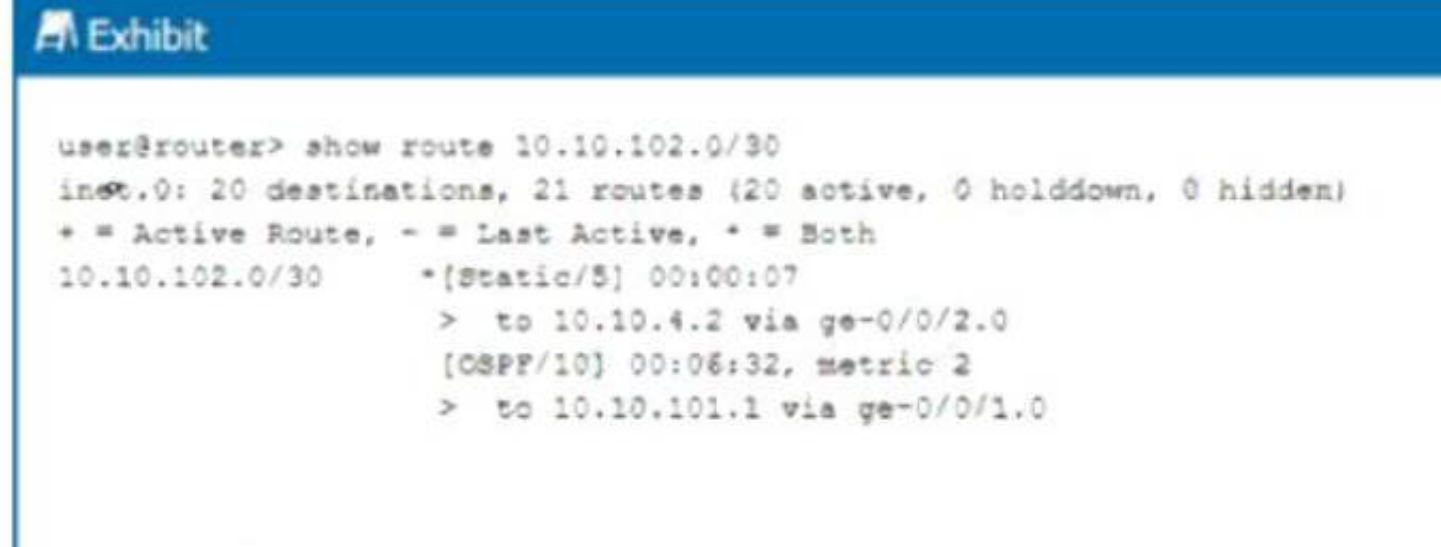 Exhibit
user@router> show route 10.10.102.0/30
inet.0: 20 destinations, 21 routes (20 active, 0 holddown, 0 hidden)
+ = Active Route, - = Last Active, * = Both
10.10.102.0/30 *[Static/5] 00:00:07
> to 10.10.4.2 via ge-0/0/2.0
[OSPF/10] 00:06:32, metric 2
> to 10.10.101.1 via ge-0/0/1.0